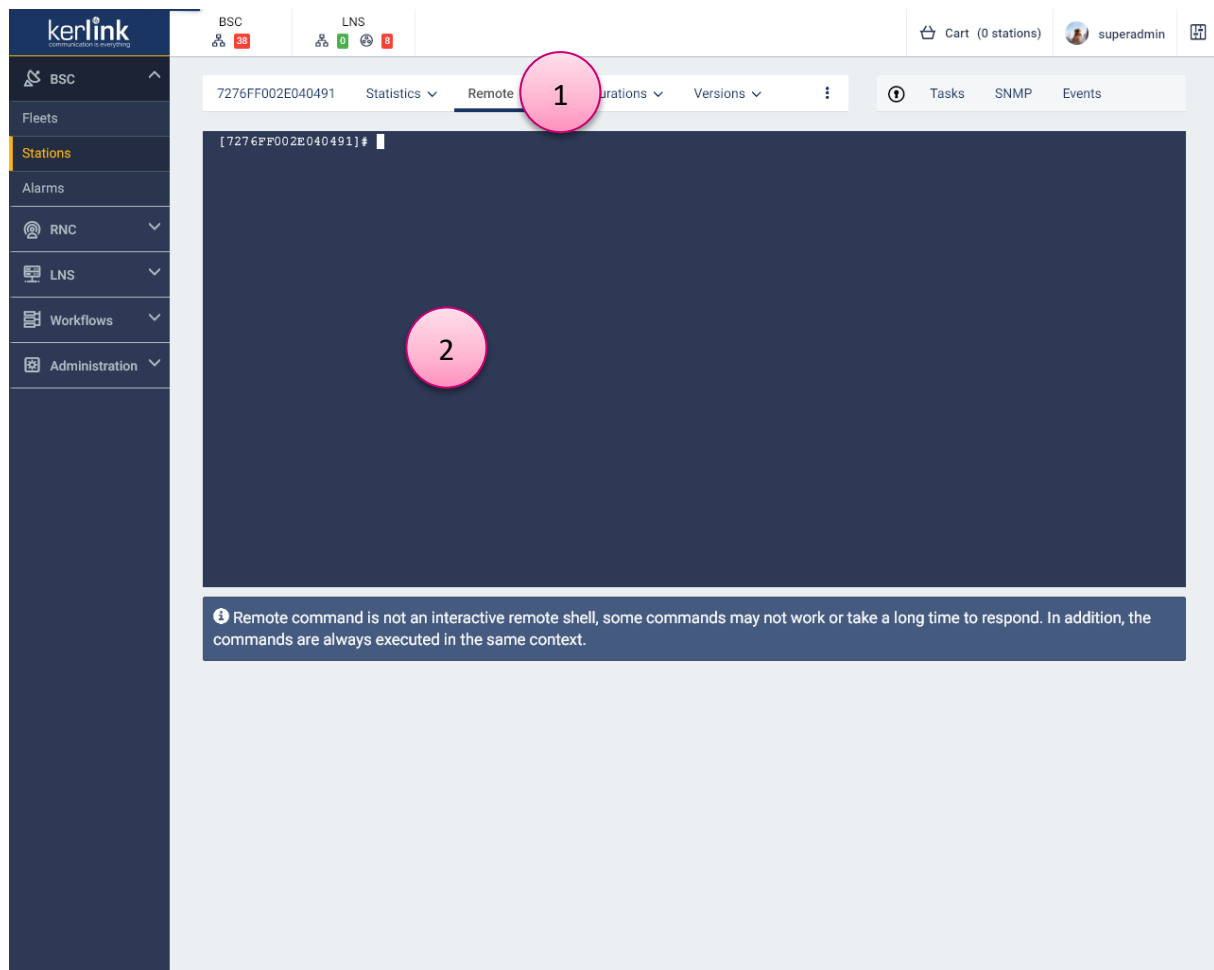 kerlink
communication is everything
BSC
38
LNS
0 8
Cart (0 stations)
superadmin
BSC
Fleets
Stations
Alarms
RNC
LNS
Workflows
Administration
7276FF002E040491 Statistics Remote 1 urations Versions
Tasks SNMP Events
[7276FF002E040491]#
2
Remote command is not an interactive remote shell, some commands may not work or take a long time to respond. In addition, the
commands are always executed in the same context.